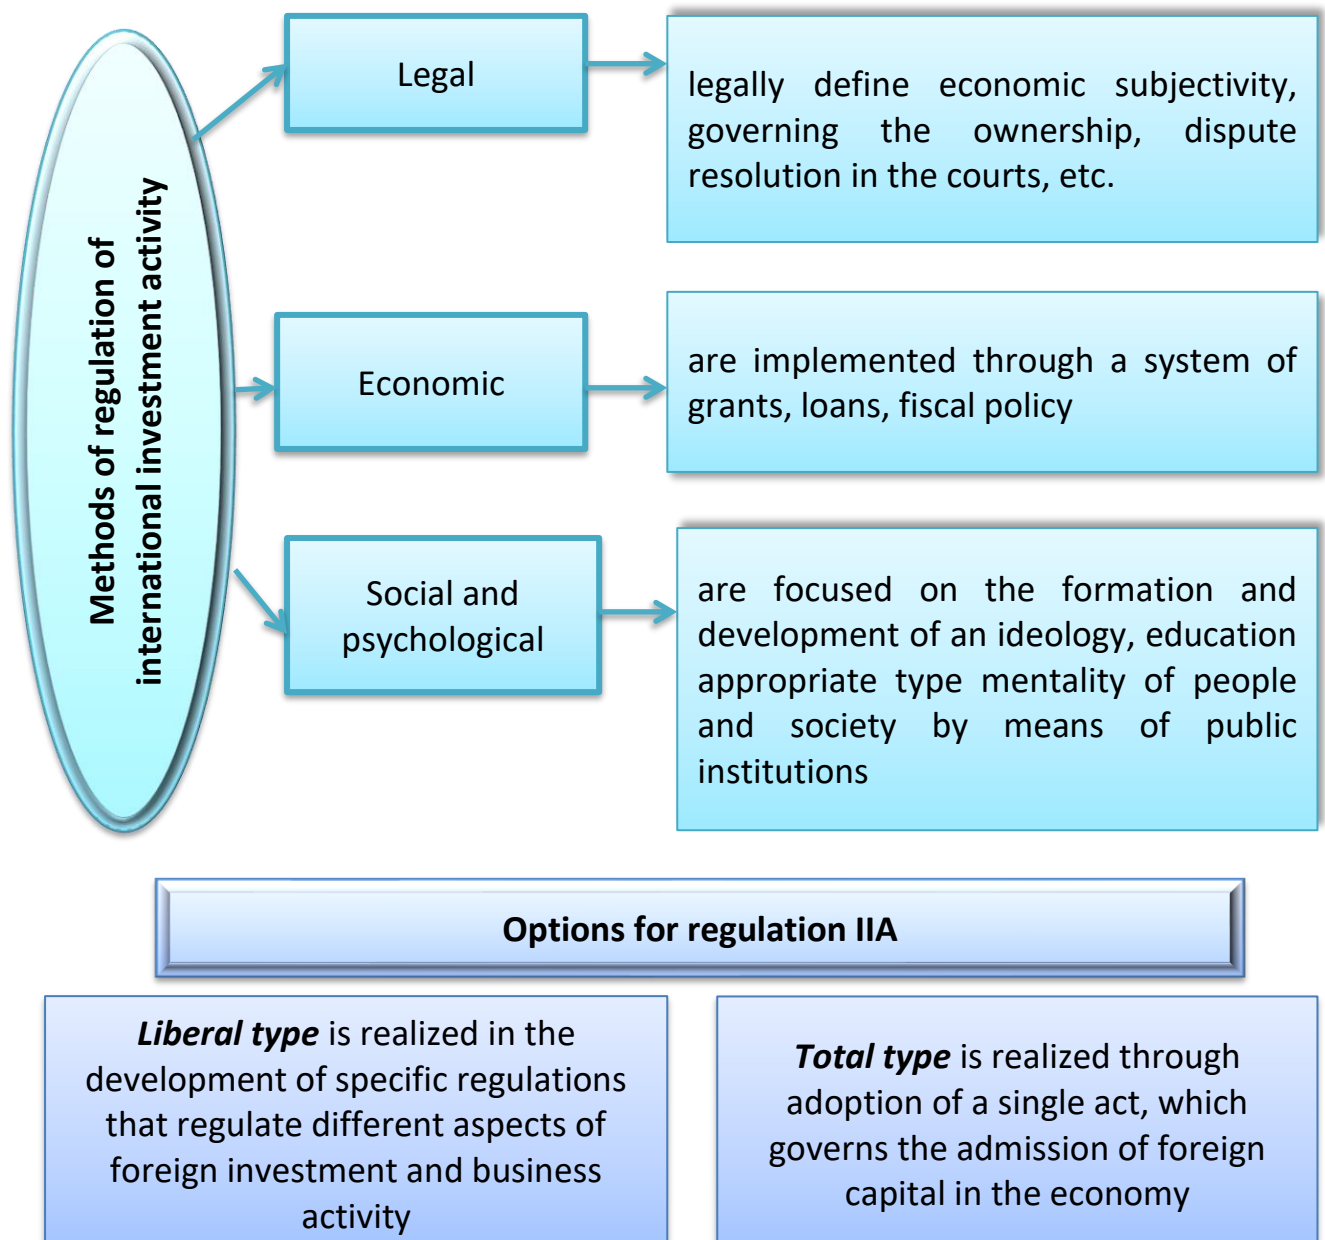 Methods of regulation of
international investment activity
Legal
legally define economic subjectivity,
governing the ownership, dispute
resolution in the courts, etc.
Economic
are implemented through a system of
grants, loans, fiscal policy
Social and
psychological
are focused on the formation and
development of an ideology, education
appropriate type mentality of people
and society by means of public
institutions
Options for regulation IIA
Liberal type is realized in the
development of specific regulations
that regulate different aspects of
foreign investment and business
activity
Total type is realized through
adoption of a single act, which
governs the admission of foreign
capital in the economy